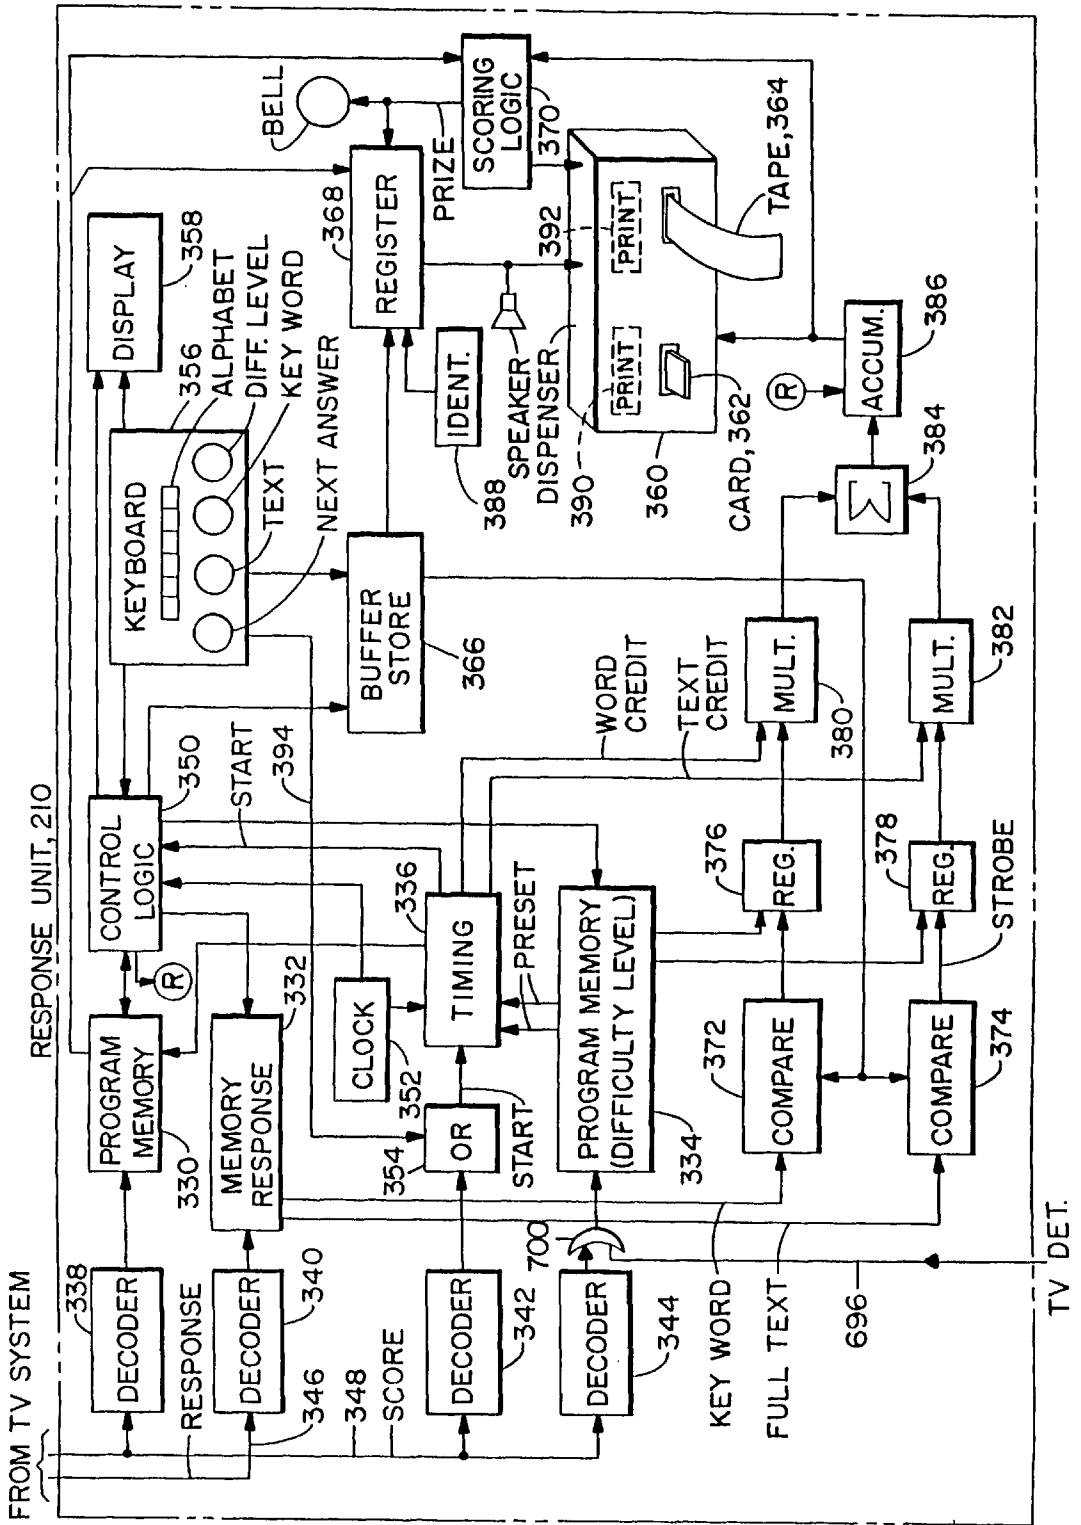 RESPONSE UNIT, 210
FROM TV SYSTEM
RESPONSE
346
348
SCORE
DECODER
338
DECODER
340
DECODER
342
DECODER
344
PROGRAM
MEMORY
330
MEMORY
RESPONSE
332
CONTROL
LOGIC
350
R
START
394
CLOCK
352
OR
354
START
TIMING
336
PRESET
PROGRAM MEMORY
(DIFFICULTY LEVEL)
334
700
696
TV DET.
KEY WORD
FULL TEXT
KEYBOARD
356
ALPHABET
DIFF. LEVEL
KEY WORD
TEXT
NEXT ANSWER
DISPLAY
358
BUFFER
STORE
366
REGISTER
368
IDENT.
388
BELL
PRIZE
SCORING
LOGIC
370
SPEAKER
DISPENSER
390
PRINT
392
PRINT
360
CARD, 362
TAPE, 364
WORD
CREDIT
TEXT
CREDIT
COMPARE
372
COMPARE
374
REG.
376
REG.
378
STROBE
MULT.
380
MULT.
382
Σ
384
R
ACCUM.
386